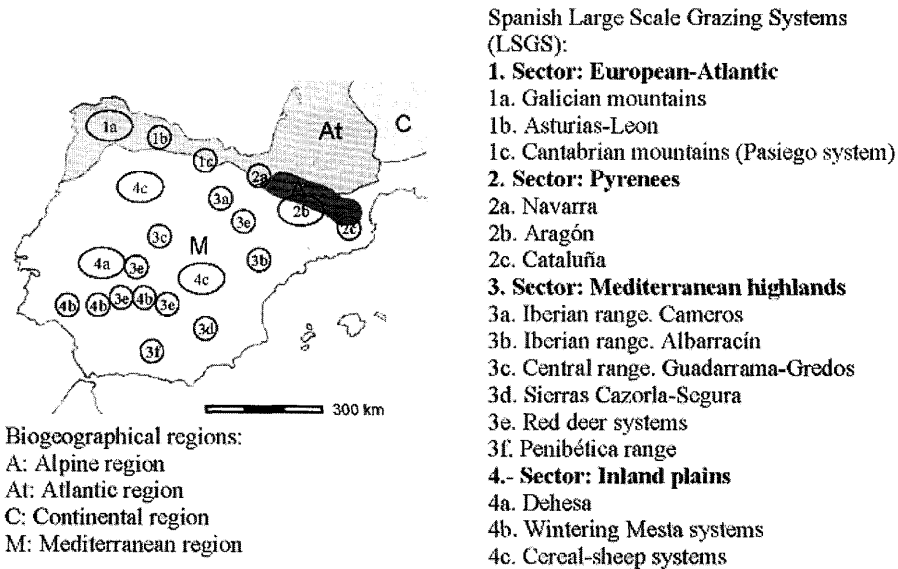 Spanish Large Scale Grazing Systems
(LSGS):
1. Sector: European-Atlantic
1a. Galician mountains
1b. Asturias-Leon
1c. Cantabrian mountains (Pasiego system)
2. Sector: Pyrenees
2a. Navarra
2b. Aragón
2c. Cataluña
3. Sector: Mediterranean highlands
3a. Iberian range. Cameros
3b. Iberian range. Albarracín
3c. Central range. Guadarrama-Gredos
3d. Sierras Cazorla-Segura
3e. Red deer systems
3f. Penibética range
4.- Sector: Inland plains
4a. Dehesa
4b. Wintering Mesta systems
4c. Cereal-sheep systems
At
C
1a
1b
1c
2a
A
2b
2c
4c
3a
3e
3c
M
3b
4a
3e
4c
4b
4b
3e
4b
3e
3d
3f
300 km
Biogeographical regions:
A: Alpine region
At: Atlantic region
C: Continental region
M: Mediterranean region